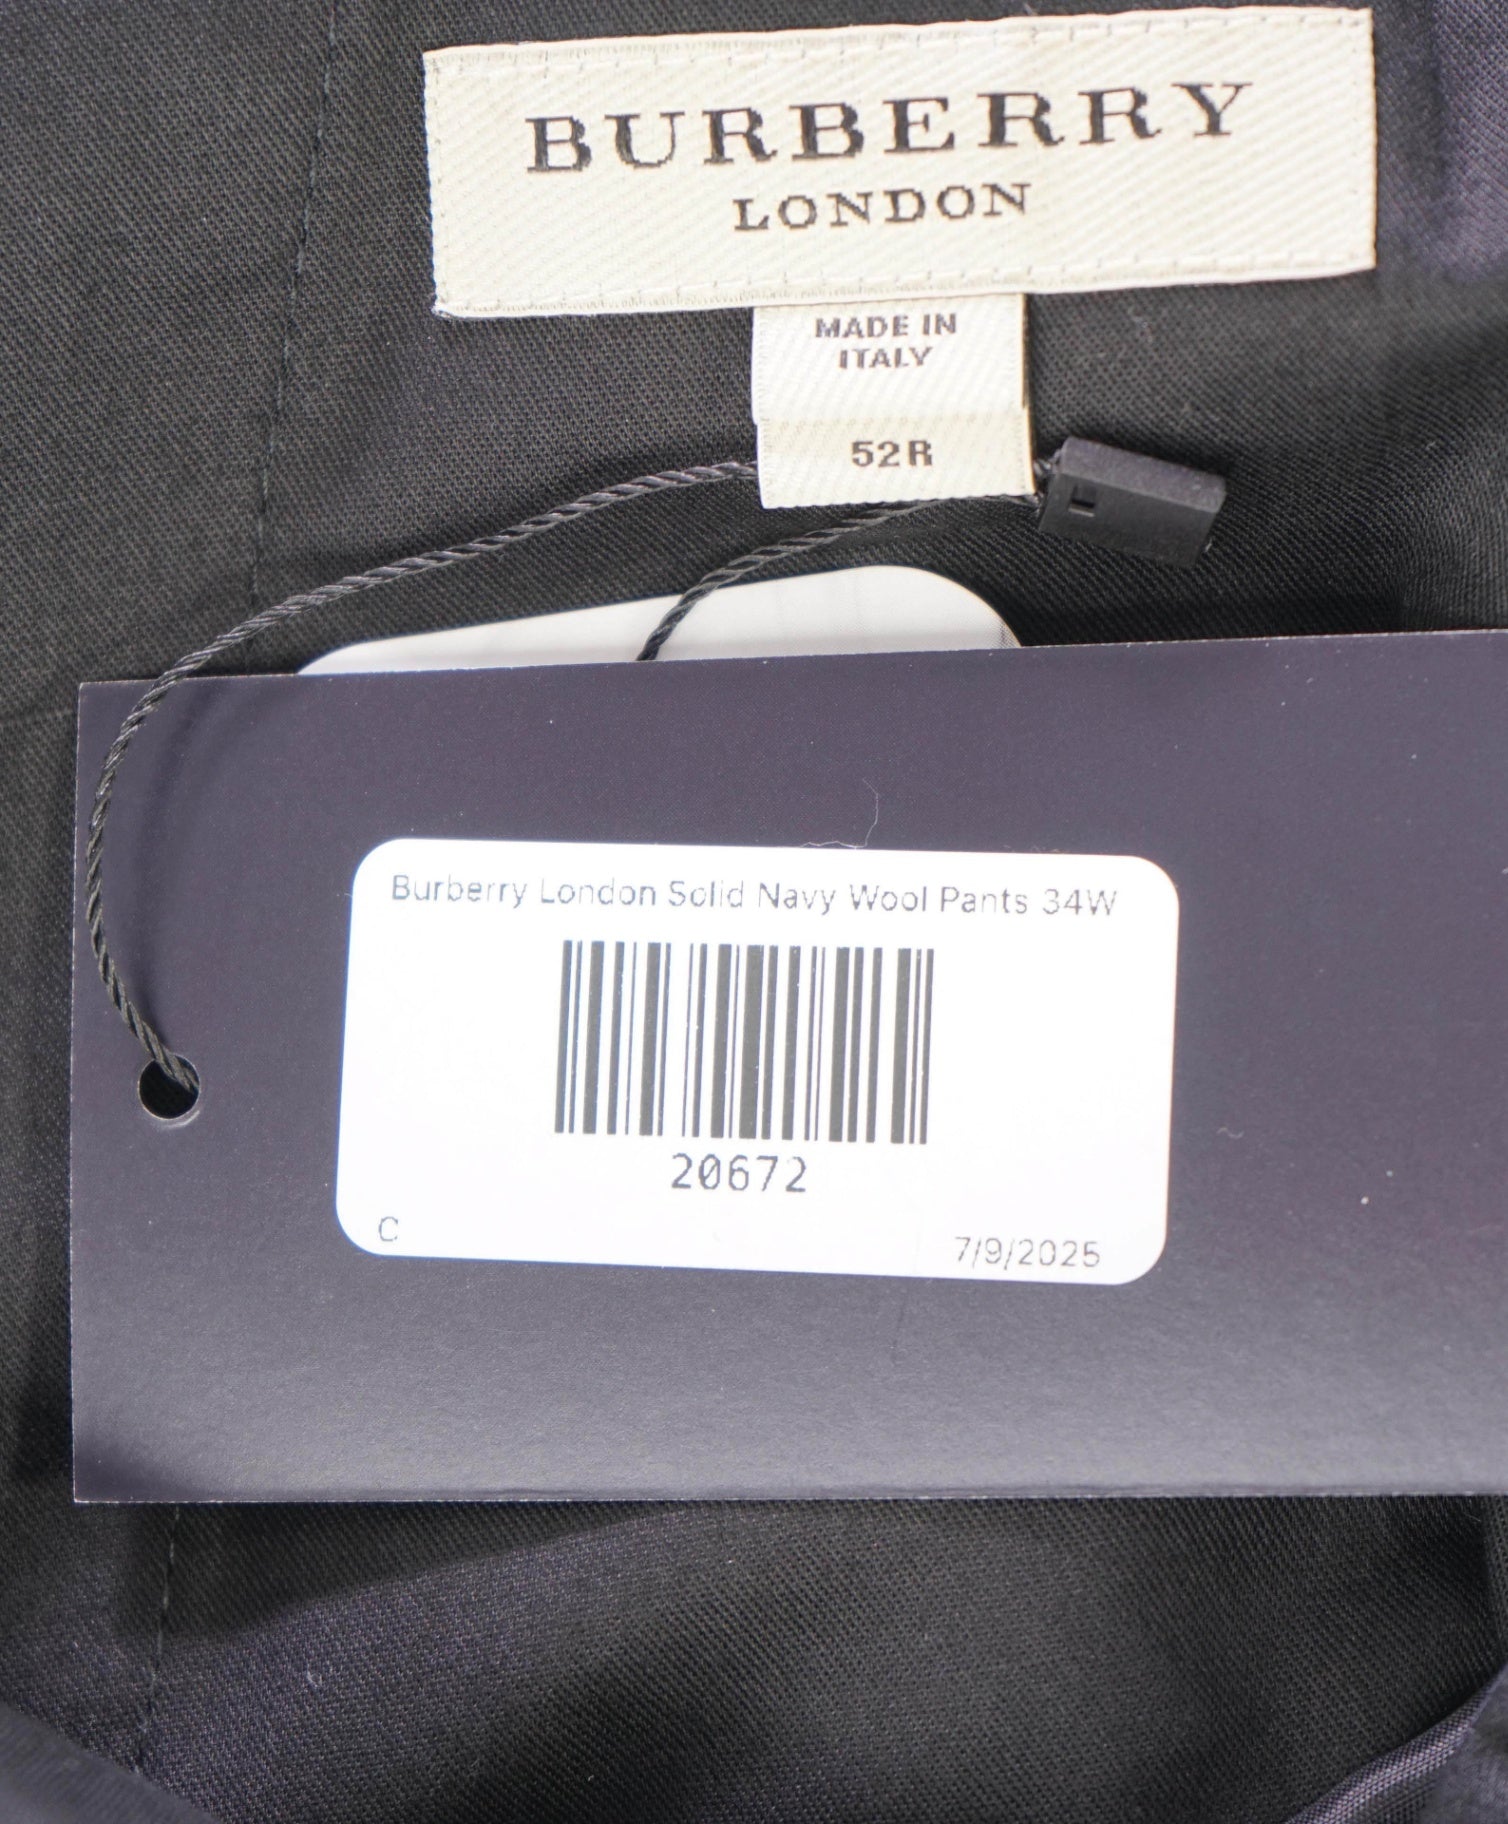 BURBERRY
LONDON
MADE IN
ITALY
52R
Burberry London Solid Navy Wool Pants 34W
20672
C
7/9/2025